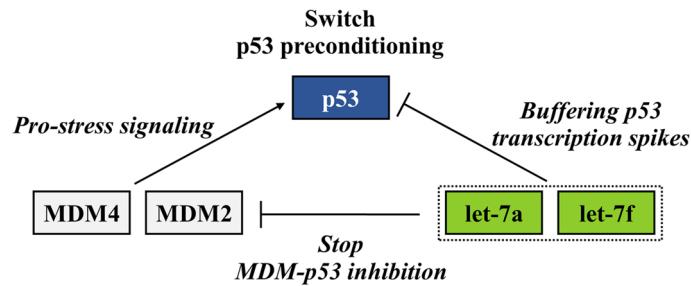 Switch
p53 preconditioning
p53
Pro-stress signaling
Buffering p53
transcription spikes
MDM4
MDM2
let-7a
let-7f
Stop
MDM-p53 inhibition